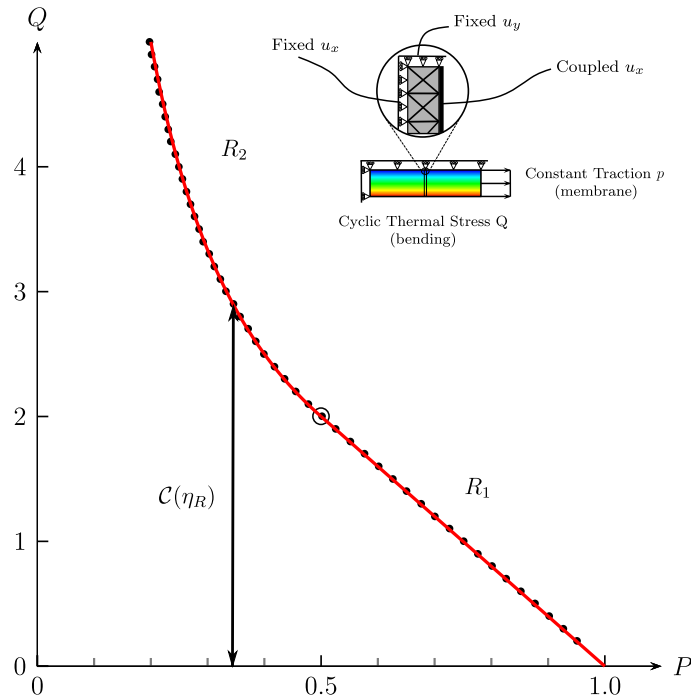 Q
Fixed u_y
Fixed u_x
Coupled u_x
R_2
4
Constant Traction p
(membrane)
Cyclic Thermal Stress Q
(bending)
3
2
C(η_R)
R_1
1
0
P
0
0.5
1.0